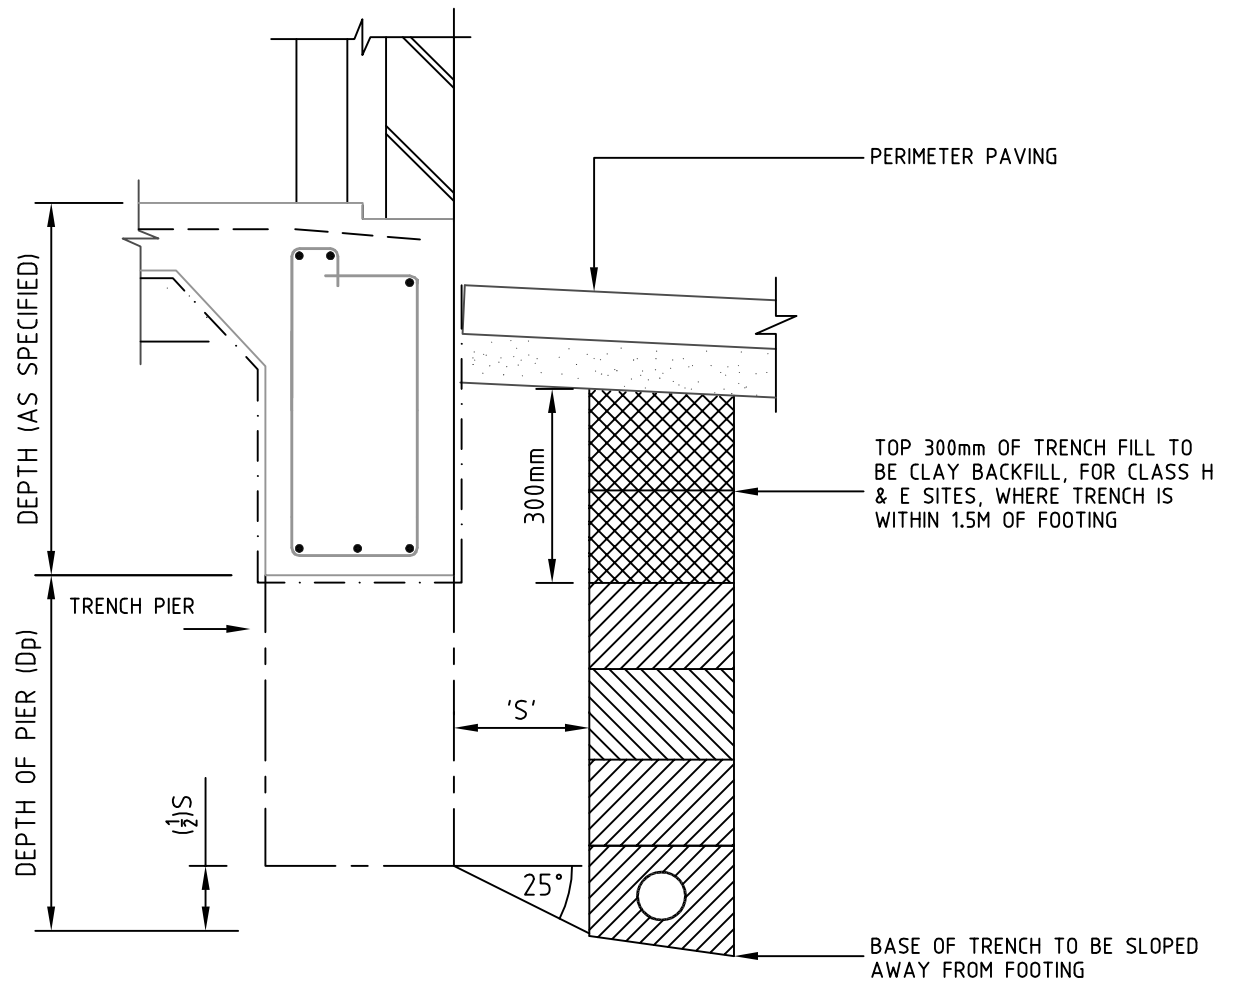 PERIMETER PAVING
DEPTH (AS SPECIFIED)
300mm
TOP 300mm OF TRENCH FILL TO
BE CLAY BACKFILL, FOR CLASS H
& E SITES, WHERE TRENCH IS
WITHIN 1.5M OF FOOTING
TRENCH PIER
DEPTH OF PIER (Dp)
'S'
(1/2)S
25°
BASE OF TRENCH TO BE SLOPED
AWAY FROM FOOTING